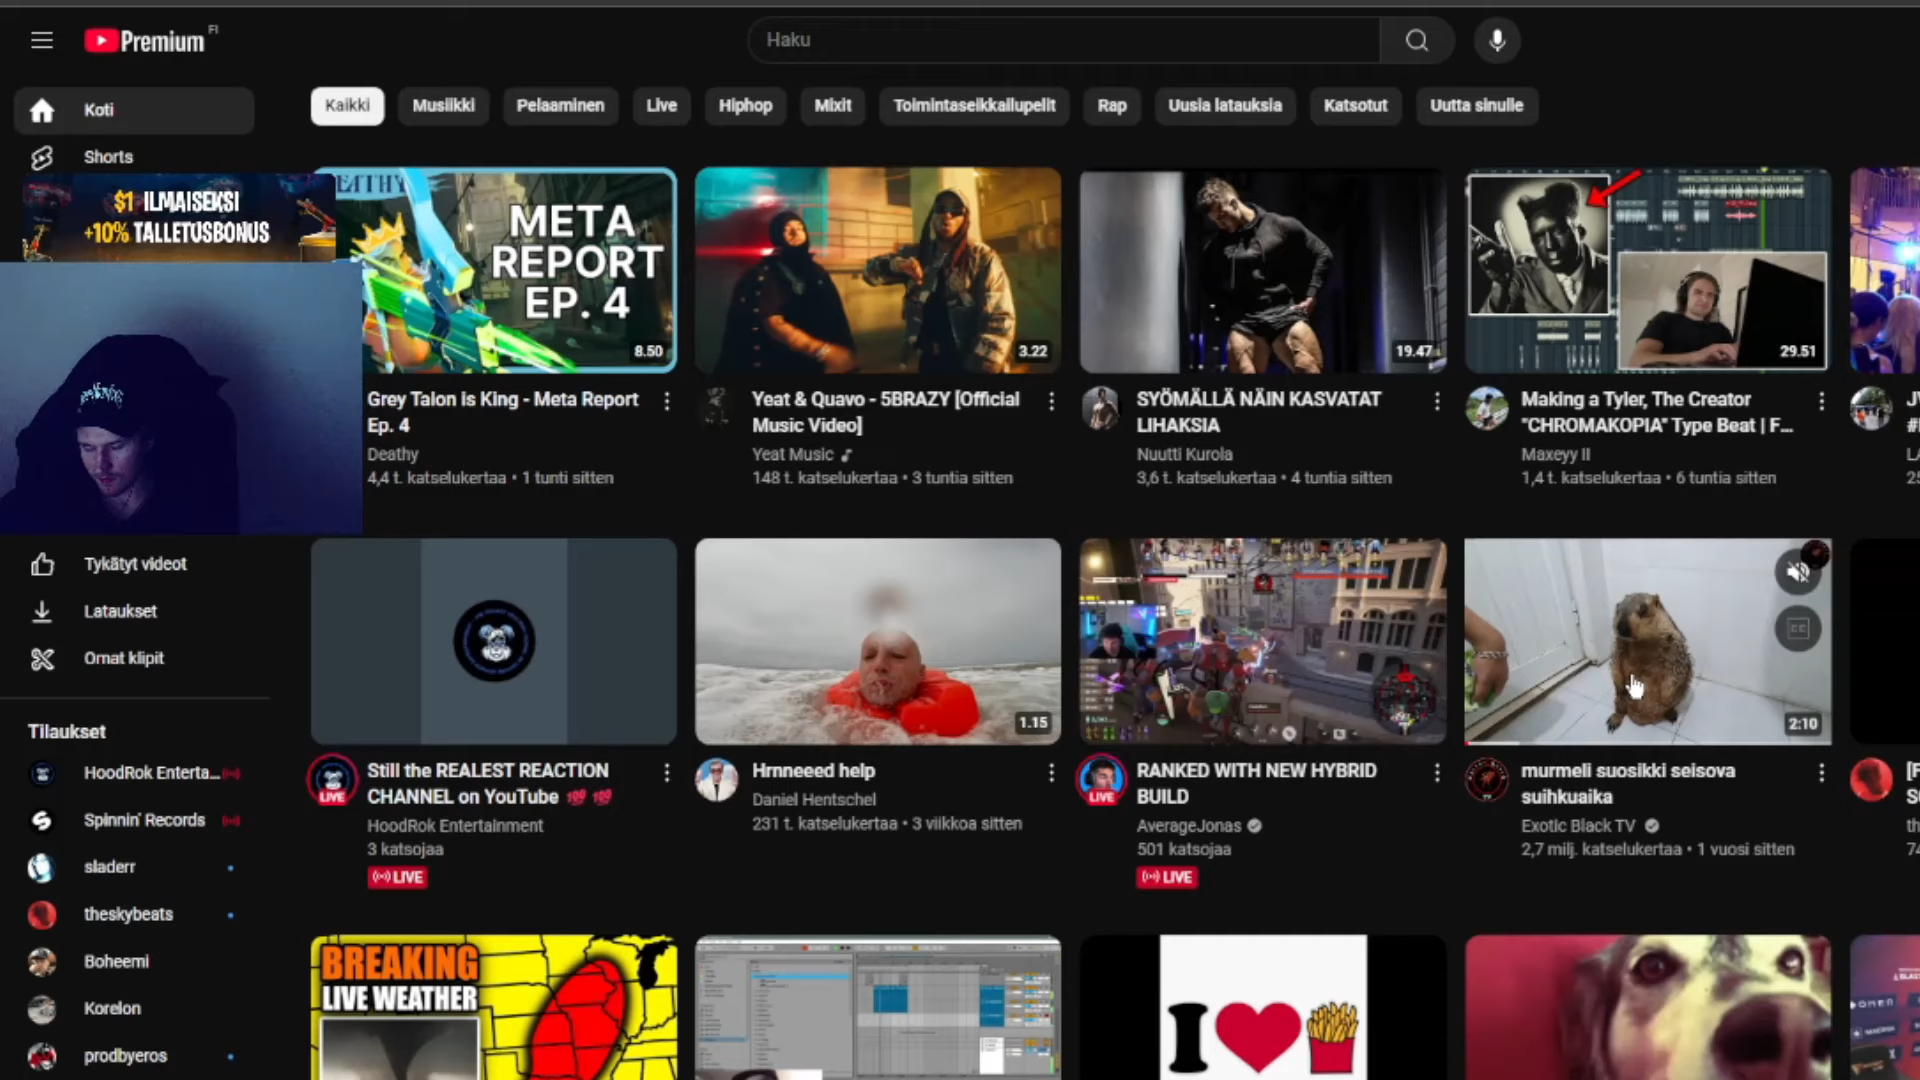 Premium FI
Haku
Koti
Kaikki
Musiikki
Pelaaminen
Live
Hiphop
Mixit
Toimintaseikkailupelit
Rap
Uusia latauksia
Katsotut
Uutta sinulle
Shorts
$1 ILMAISEKSI
+10% TALLETUSBONUS
META
REPORT
EP. 4
8.50
3.22
19.47
29.51
Grey Talon is King - Meta Report
Ep. 4
Deathy
4,4 t. katselukertaa • 1 tunti sitten
Yeat & Quavo - 5BRAZY [Official
Music Video]
Yeat Music
148 t. katselukertaa • 3 tuntia sitten
SYÖMÄLLÄ NÄIN KASVATAT
LIHAKSIA
Nuutti Kurola
3,6 t. katselukertaa • 4 tuntia sitten
Making a Tyler, The Creator
"CHROMAKOPIA" Type Beat | F...
Maxeyy II
1,4 t. katselukertaa • 6 tuntia sitten
Tykätyt videot
Lataukset
Omat klipit
Tilaukset
HoodRok Enterta...
Spinnin' Records
sladerr
theskybeats
Boheemi
Korelon
prodbyeros
1.15
CC
2:10
LIVE
Still the REALEST REACTION
CHANNEL on YouTube 💯 💯
HoodRok Entertainment
3 katsojaa
LIVE
Hrnneeed help
Daniel Hentschel
231 t. katselukertaa • 3 viikkoa sitten
LIVE
RANKED WITH NEW HYBRID
BUILD
AverageJonas
501 katsojaa
LIVE
murmeli suosikki seisova
suihkuaika
Exotic Black TV
2,7 milj. katselukertaa • 1 vuosi sitten
BREAKING
LIVE WEATHER
I